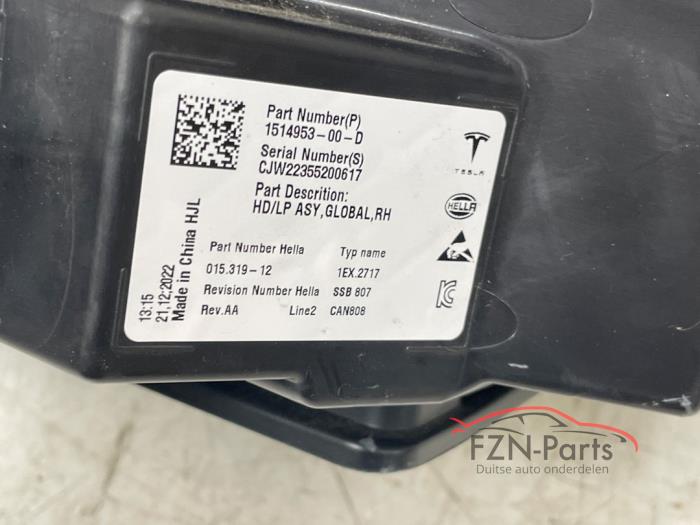 Part Number(P)
1514953-00-D
Serial Number(S)
CJW22355200617
Part Descrition:
HD/LP ASY,GLOBAL,RH
TESLA
HELLA
Part Number Hella Typ name
015.319-12 1EX.2717
Revision Number Hella SSB 807
Rev.AA Line2 CAN808
13:15
21,12;2022
Made in China HJL
FZN-Parts
Duitse auto onderdelen